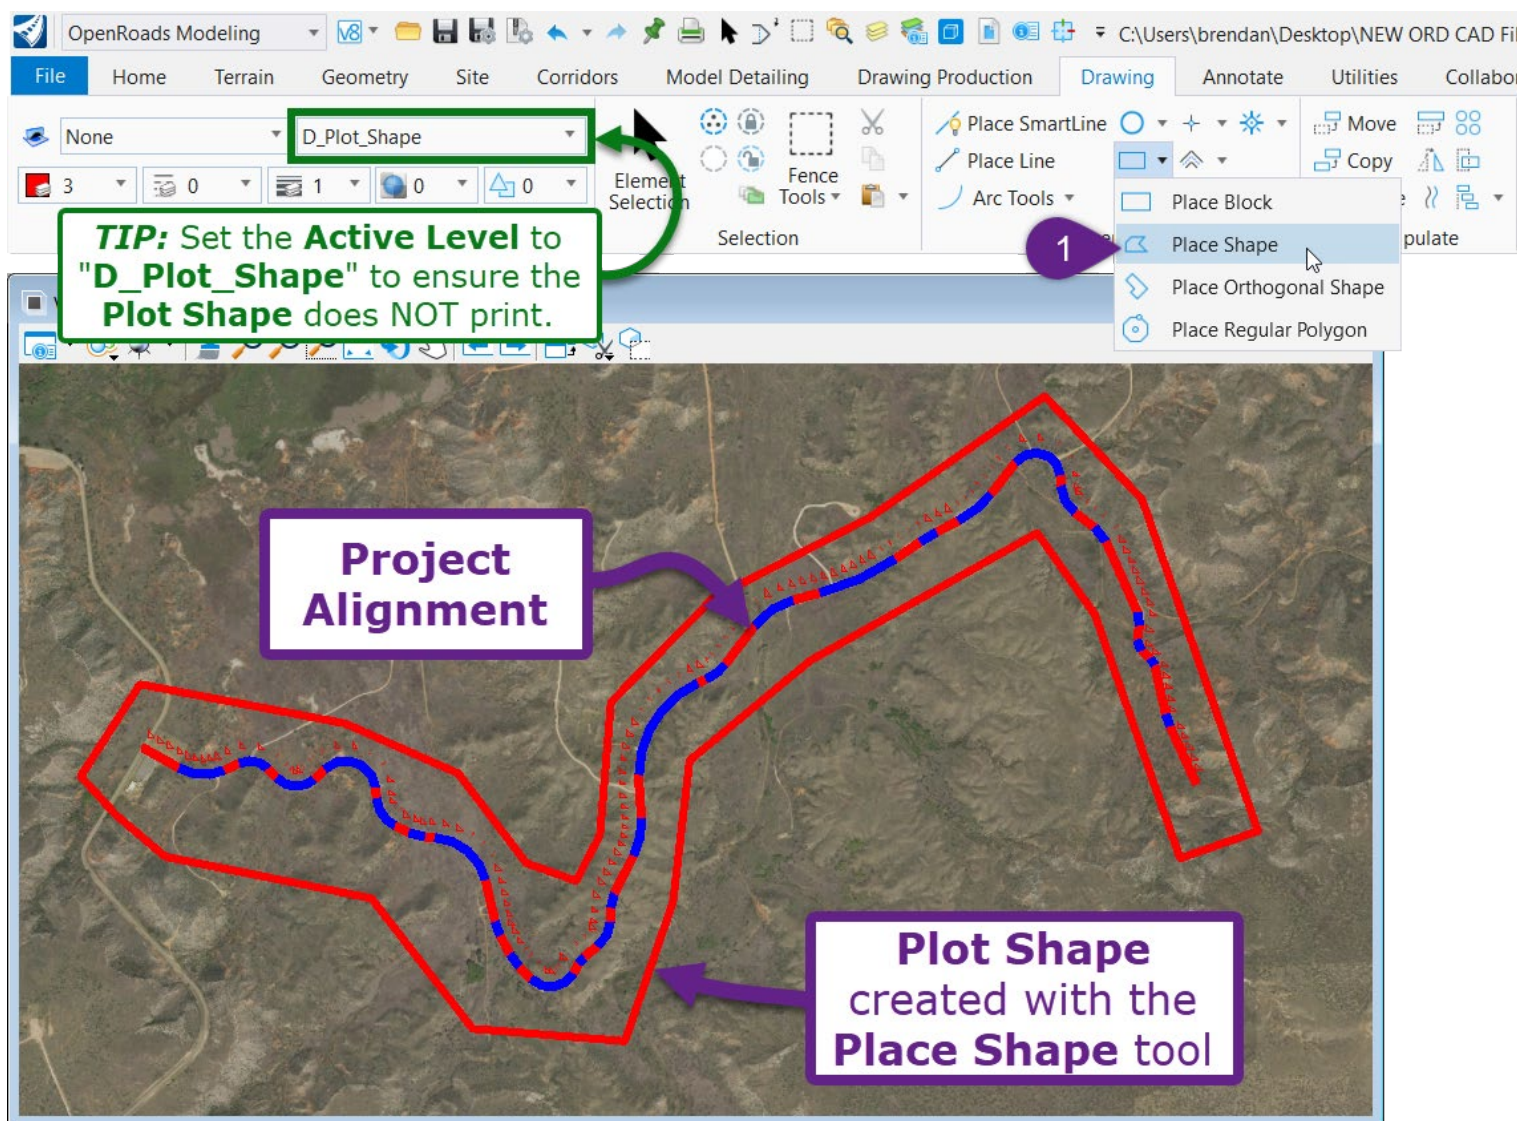 OpenRoads Modeling
V8
C:\Users\brendan\Desktop\NEW ORD CAD Fi
File
Home
Terrain
Geometry
Site
Corridors
Model Detailing
Drawing Production
Drawing
Annotate
Utilities
Collabo
None
D_Plot_Shape
3
0
1
0
0
Element
Selection
Fence
Tools
Selection
Place SmartLine
Place Line
Arc Tools
Move
Copy
pulate
Place Block
Place Shape
Place Orthogonal Shape
Place Regular Polygon
1
TIP: Set the Active Level to
"D_Plot_Shape" to ensure the
Plot Shape does NOT print.
Project
Alignment
Plot Shape
created with the
Place Shape tool